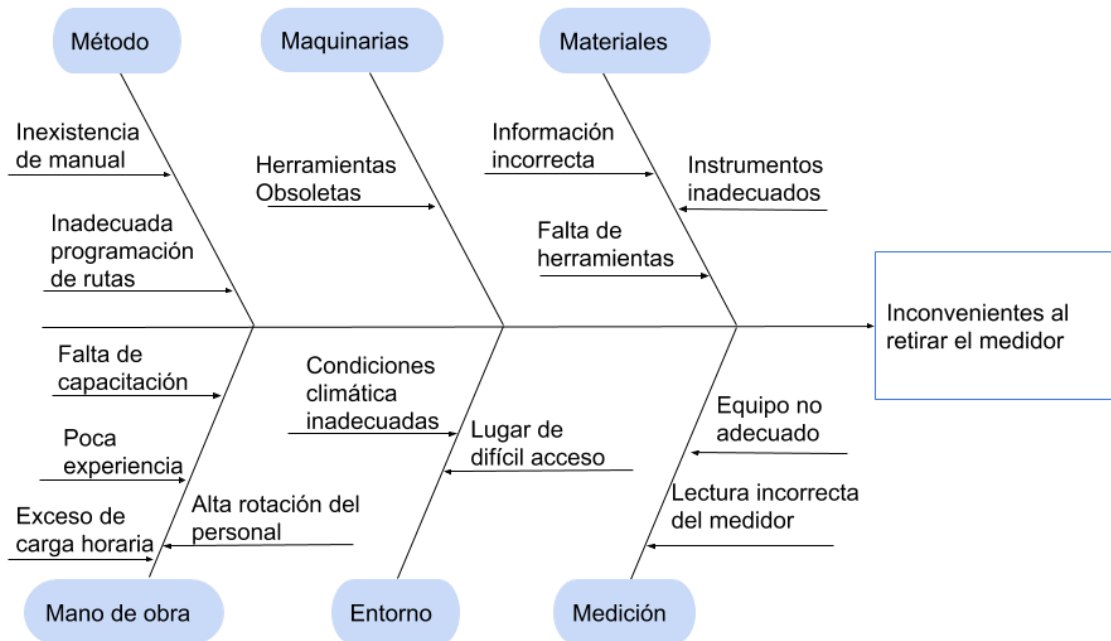 Método
Maquinarias
Materiales
Inexistencia
de manual
Herramientas
Obsoletas
Información
incorrecta
Instrumentos
inadecuados
Inadecuada
programación
de rutas
Falta de
herramientas
Inconvenientes al
retirar el medidor
Falta de
capacitación
Condiciones
climática
inadecuadas
Equipo no
adecuado
Poca
experiencia
Lugar de
difícil acceso
Lectura incorrecta
del medidor
Exceso de
carga horaria
Alta rotación del
personal
Mano de obra
Entorno
Medición